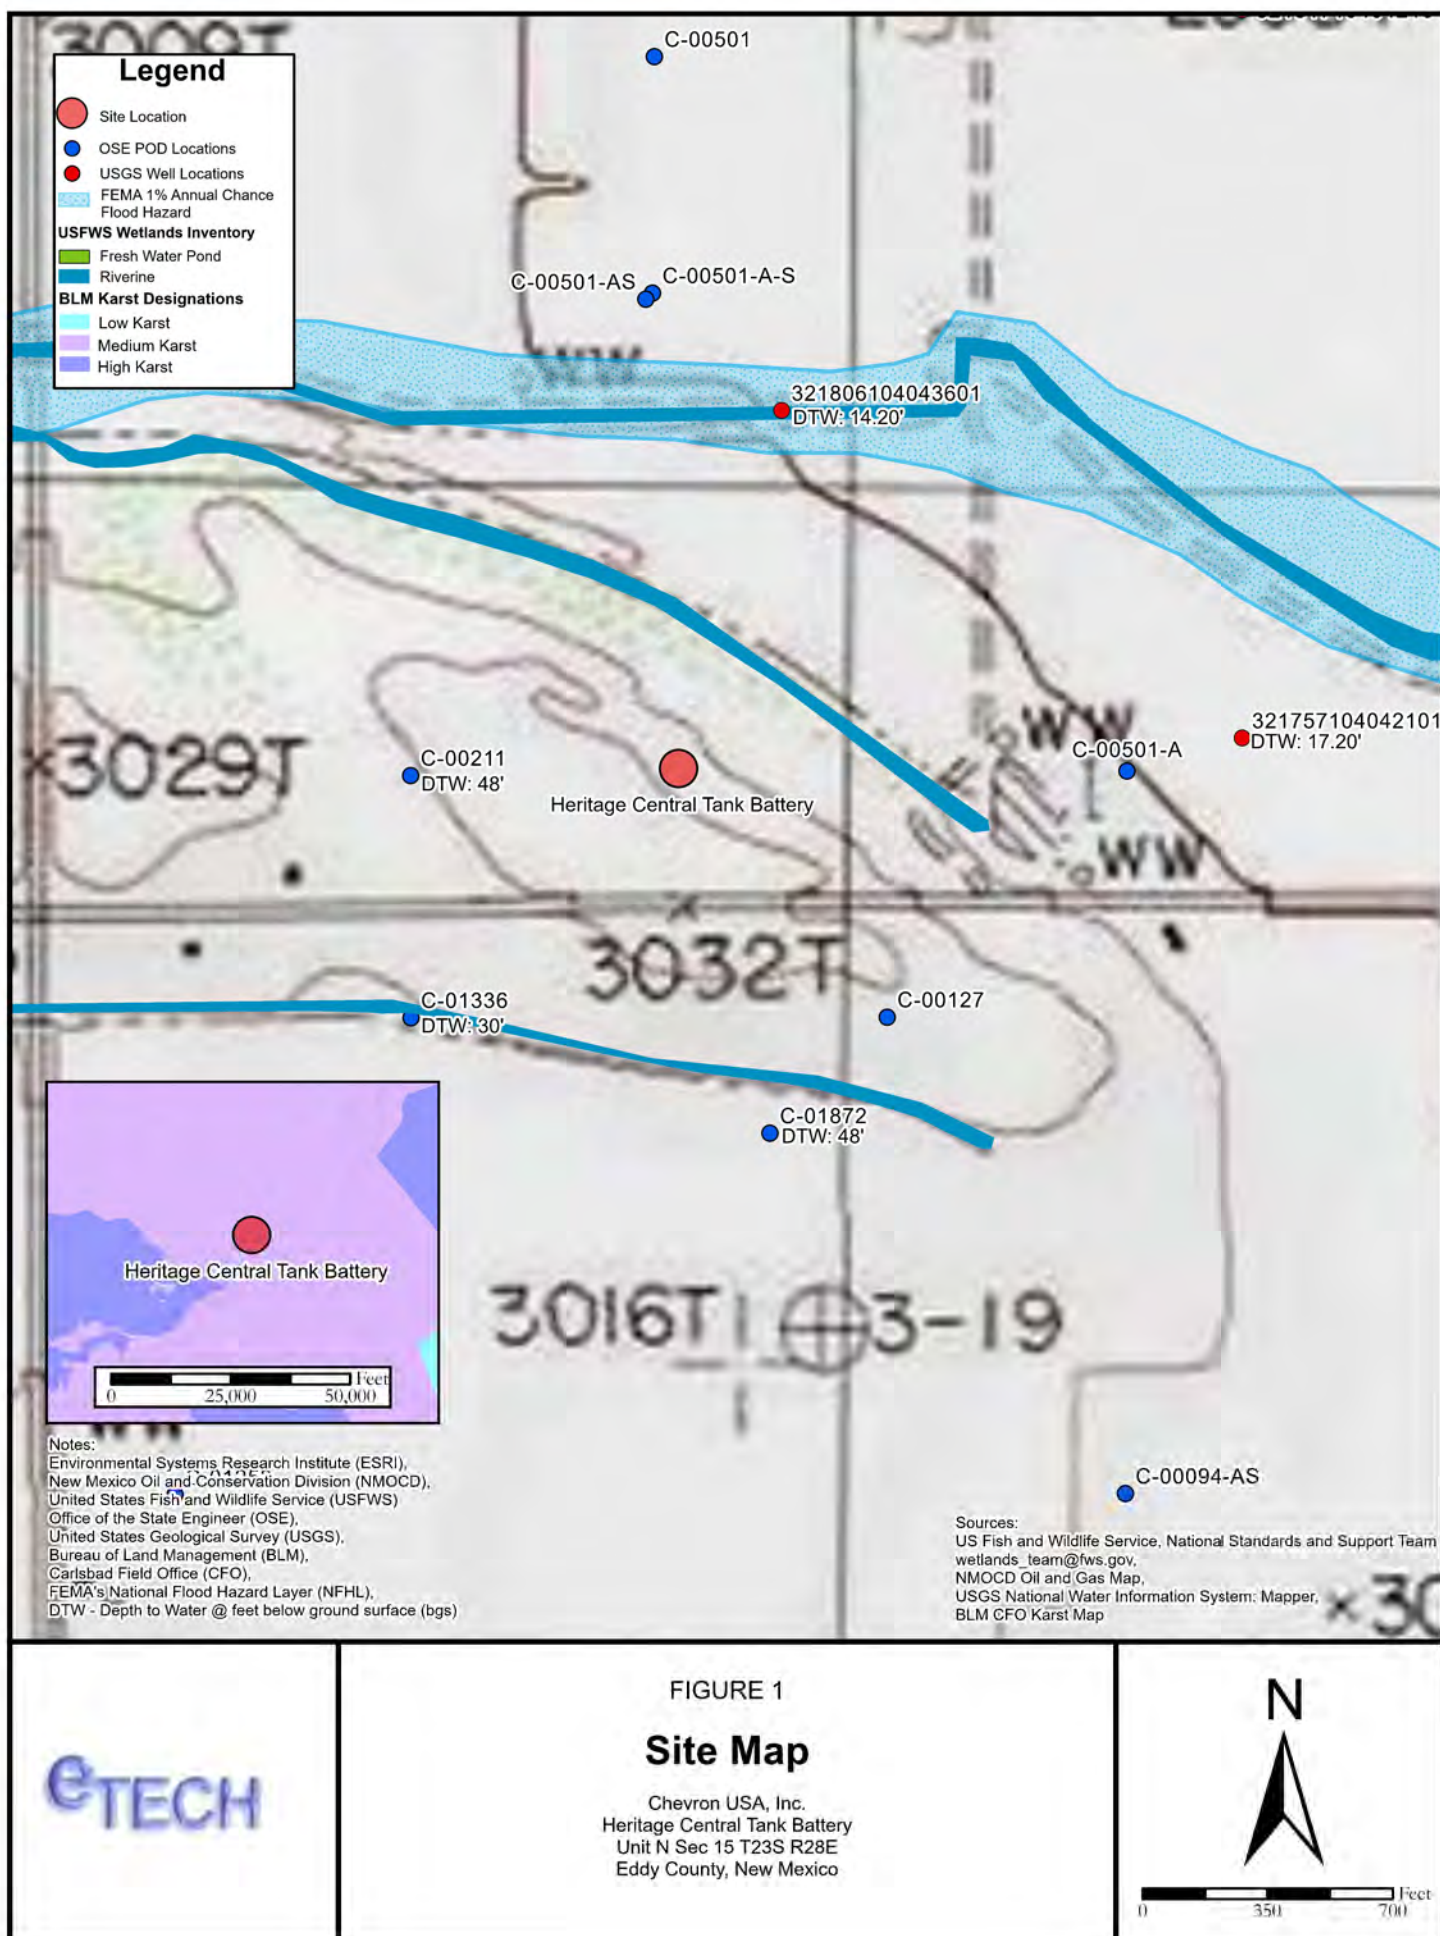 3009T
Legend
Site Location
OSE POD Locations
USGS Well Locations
FEMA 1% Annual Chance
Flood Hazard
USFWS Wetlands Inventory
Fresh Water Pond
Riverine
BLM Karst Designations
Low Karst
Medium Karst
High Karst
C-00501
C-00501-AS
C-00501-A-S
WW
321806104043601
DTW: 14.20'
321757104042101
DTW: 17.20'
WW
C-00501-A
WW
3029T
C-00211
DTW: 48'
Heritage Central Tank Battery
3032T
C-01336
DTW: 30'
C-00127
C-01872
DTW: 48'
Heritage Central Tank Battery
Feet
0 25,000 50,000
3016T
3-19
C-00094-AS
WW
Notes:
Environmental Systems Research Institute (ESRI),
New Mexico Oil and Conservation Division (NMOCD),
United States Fish and Wildlife Service (USFWS)
Office of the State Engineer (OSE),
United States Geological Survey (USGS),
Bureau of Land Management (BLM),
Carlsbad Field Office (CFO),
FEMA's National Flood Hazard Layer (NFHL),
DTW - Depth to Water @ feet below ground surface (bgs)
Sources:
US Fish and Wildlife Service, National Standards and Support Team
wetlands_team@fws.gov,
NMOCD Oil and Gas Map,
USGS National Water Information System: Mapper,
BLM CFO Karst Map
×30
eTECH
FIGURE 1
Site Map
Chevron USA, Inc.
Heritage Central Tank Battery
Unit N Sec 15 T23S R28E
Eddy County, New Mexico
N
Feet
0 350 700